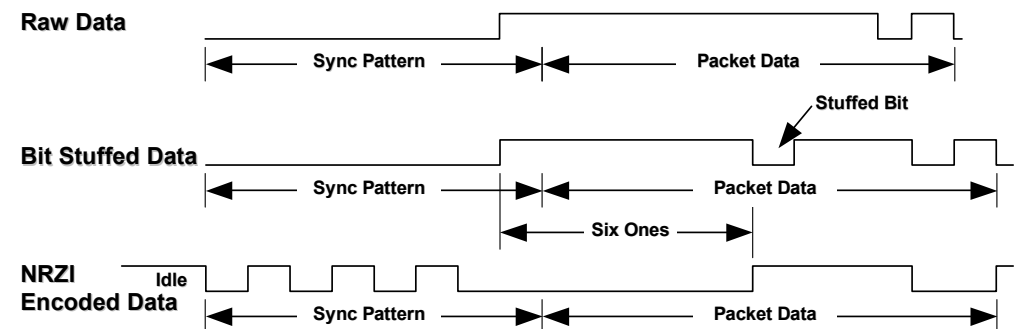 Raw Data
Sync Pattern
Packet Data
Stuffed Bit
Bit Stuffed Data
Sync Pattern
Packet Data
Six Ones
NRZI
Idle
Encoded Data
Sync Pattern
Packet Data